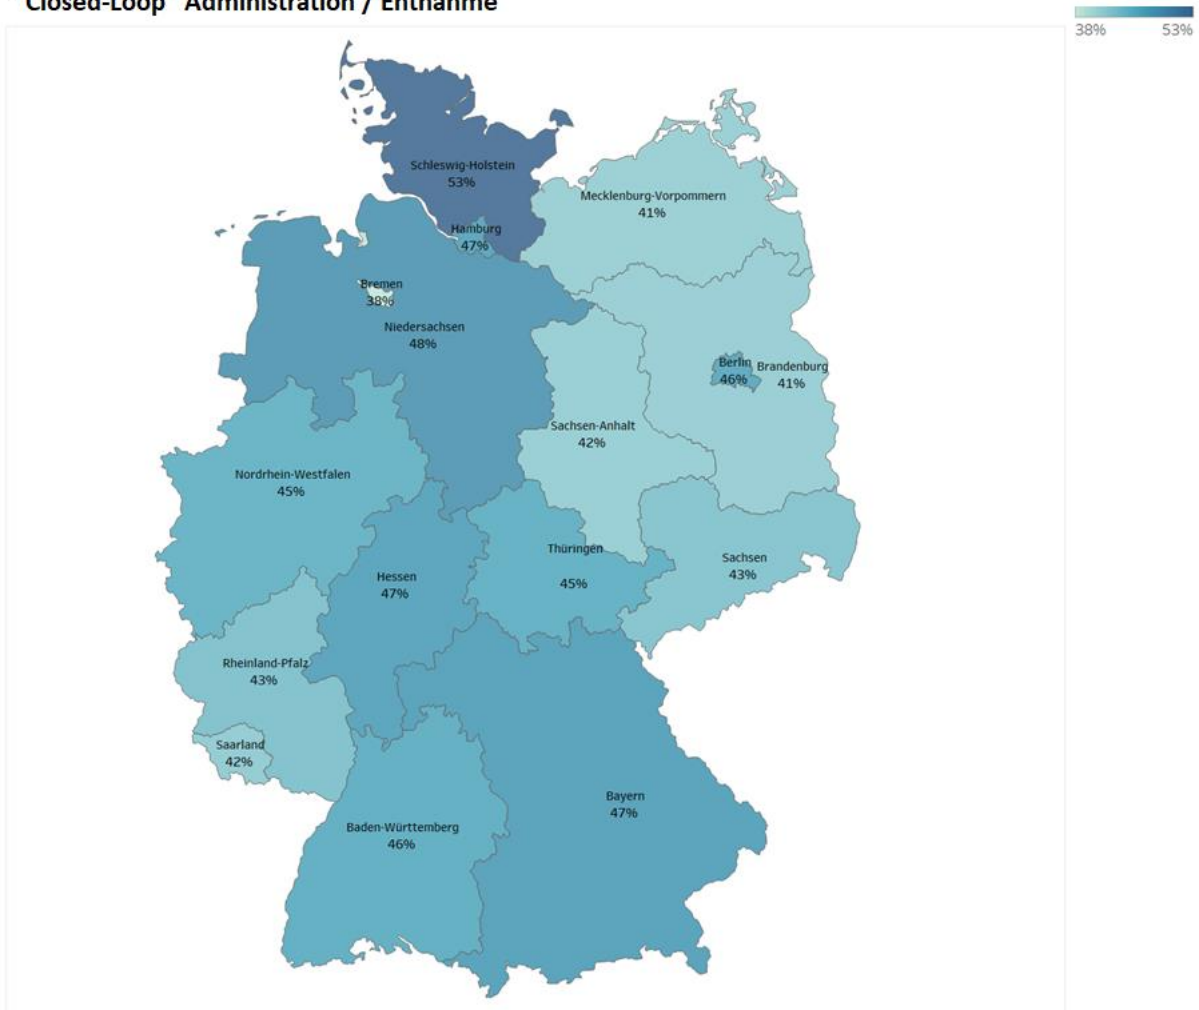 "Closed-Loop" Administration / Entnahme
38% 53%
Schleswig-Holstein
53%
Mecklenburg-Vorpommern
41%
Hamburg
47%
Bremen
38%
Niedersachsen
48%
Berlin
46%
Brandenburg
41%
Sachsen-Anhalt
42%
Nordrhein-Westfalen
45%
Thüringen
45%
Sachsen
43%
Hessen
47%
Rheinland-Pfalz
43%
Saarland
42%
Bayern
47%
Baden-Württemberg
46%